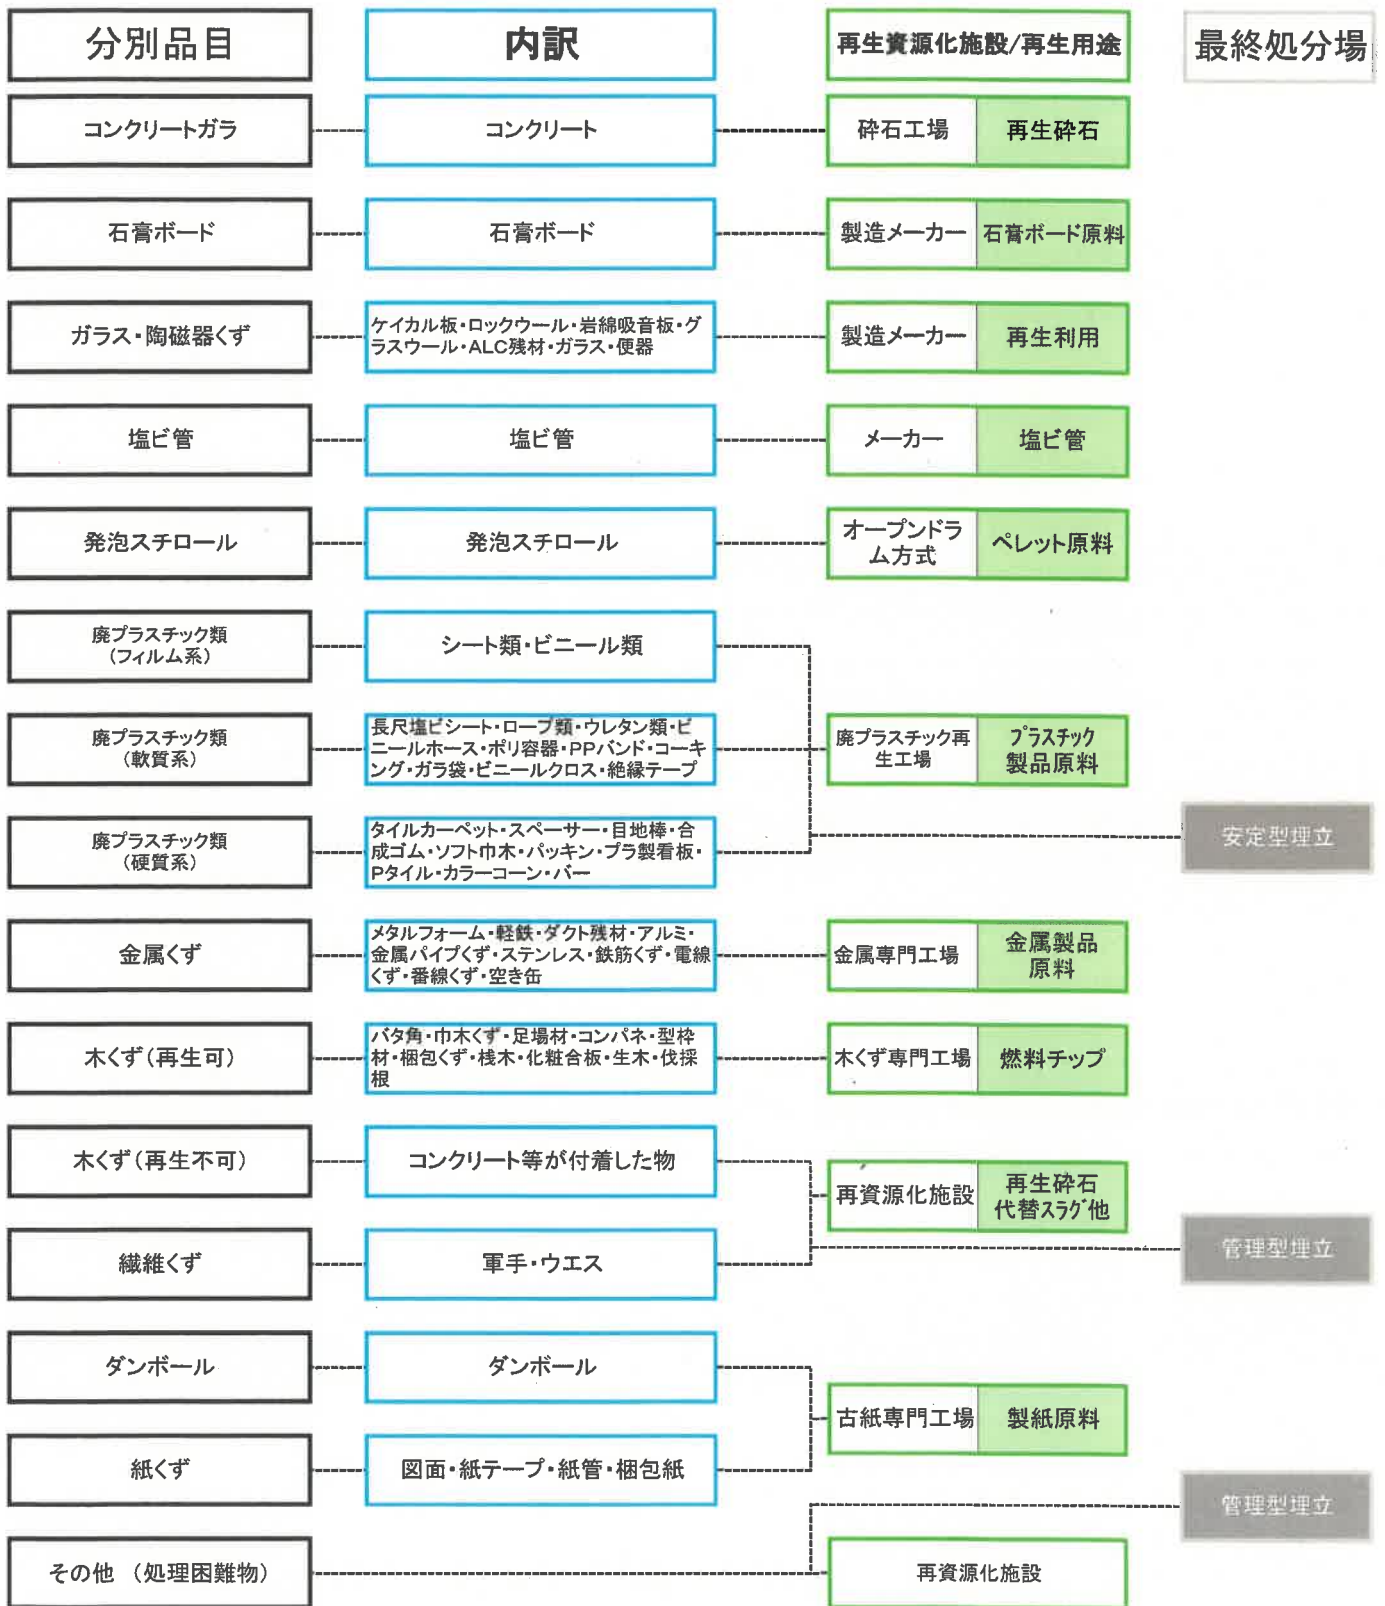 分別品目
内訳
再生資源化施設/再生用途
最終処分場
コンクリートガラ
コンクリート
砕石工場
再生砕石
石膏ボード
石膏ボード
製造メーカー
石膏ボード原料
ガラス・陶磁器くず
ケイカル板・ロックウール・岩綿吸音板・グ
ラスウール・ALC残材・ガラス・便器
製造メーカー
再生利用
塩ビ管
塩ビ管
メーカー
塩ビ管
発泡スチロール
発泡スチロール
オープンドラ
ム方式
ペレット原料
廃プラスチック類
(フィルム系)
シート類・ビニール類
廃プラスチック類
(軟質系)
長尺塩ビシート・ロープ類・ウレタン類・ビ
ニールホース・ポリ容器・PPバンド・コーキ
ング・ガラ袋・ビニールクロス・絶縁テープ
廃プラスチック再
生工場
プラスチック
製品原料
廃プラスチック類
(硬質系)
タイルカーペット・スペーサー・目地棒・合
成ゴム・ソフト巾木・パッキン・プラ製看板・
Pタイル・カラーコーン・バー
安定型埋立
金属くず
メタルフォーム・軽鉄・ダクト残材・アルミ・
金属パイプくず・ステンレス・鉄筋くず・電線
くず・番線くず・空き缶
金属専門工場
金属製品
原料
木くず(再生可)
バタ角・巾木くず・足場材・コンパネ・型枠
材・梱包くず・桟木・化粧合板・生木・伐採
根
木くず専門工場
燃料チップ
木くず(再生不可)
コンクリート等が付着した物
再資源化施設
再生砕石
代替スラグ他
繊維くず
軍手・ウエス
管理型埋立
ダンボール
ダンボール
古紙専門工場
製紙原料
紙くず
図面・紙テープ・紙管・梱包紙
管理型埋立
その他 (処理困難物)
再資源化施設